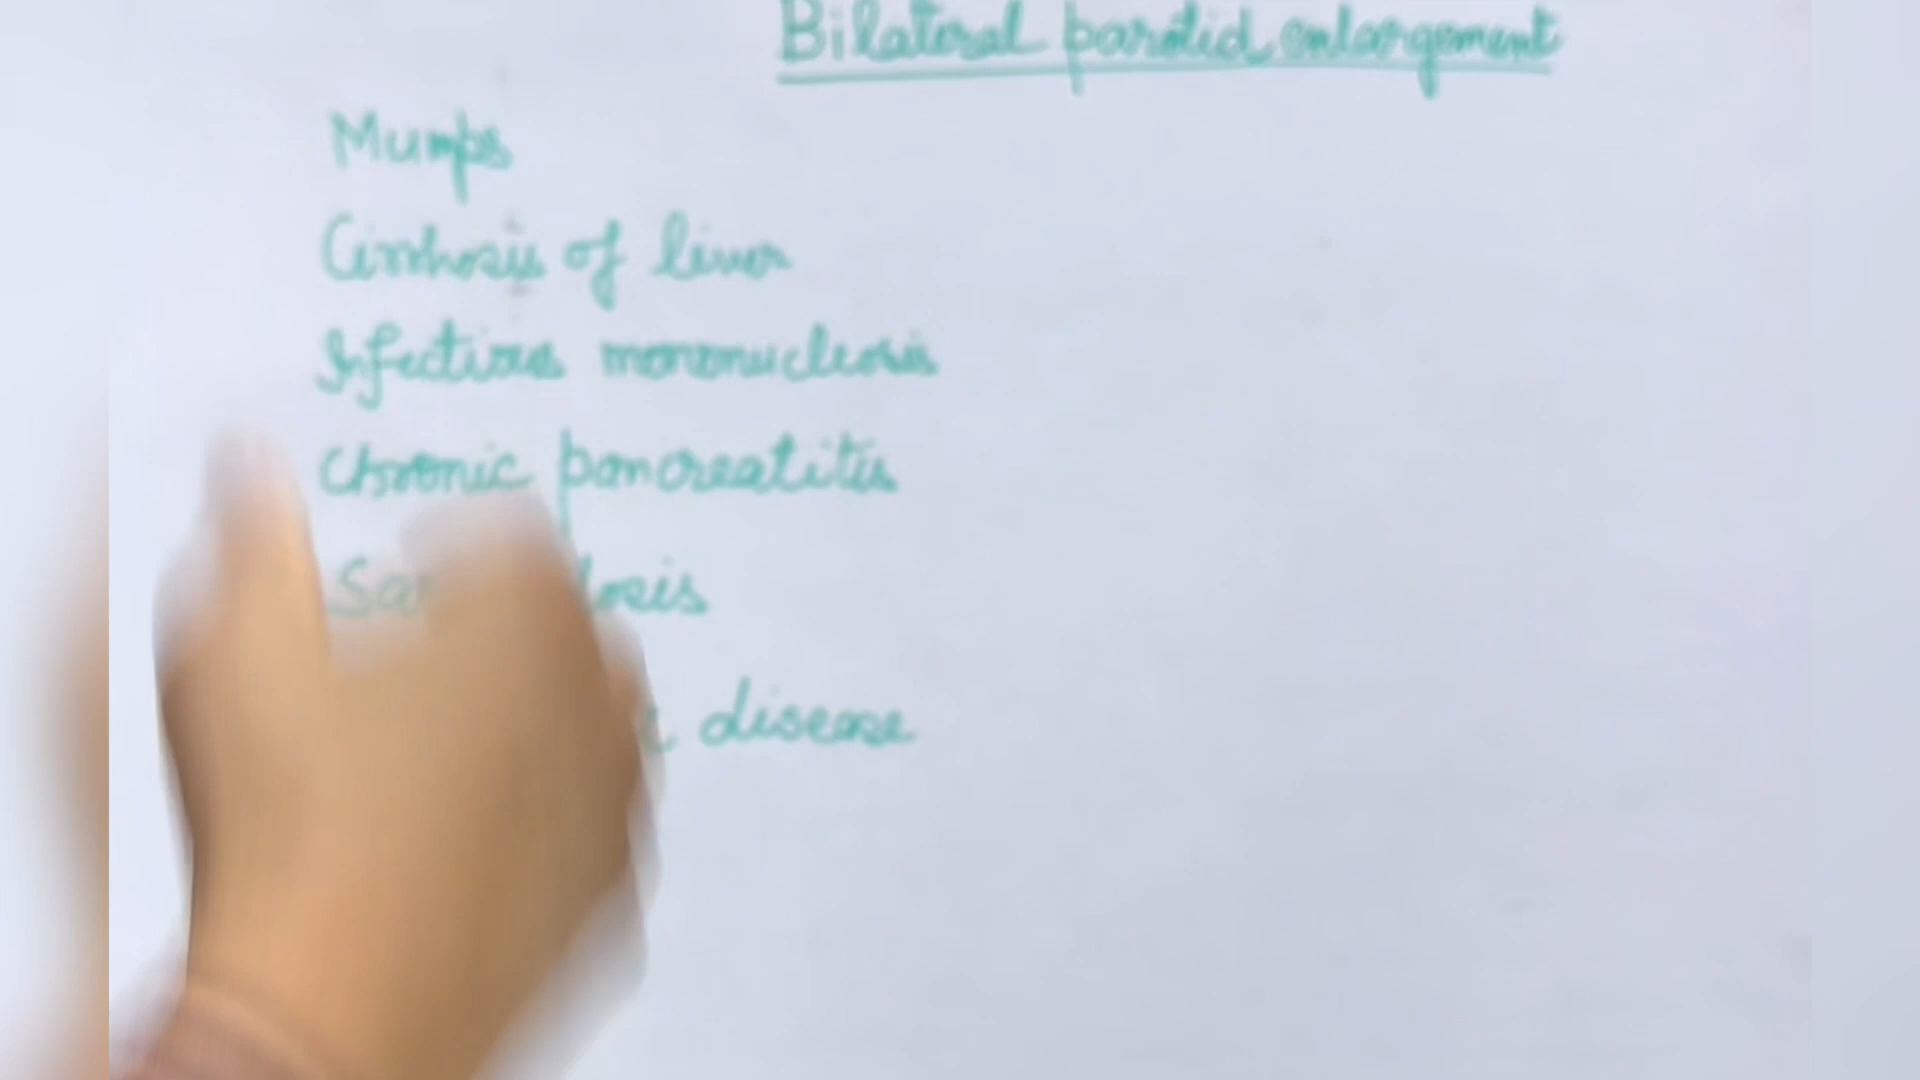 Bilateral parotid enlargement
Mumps
Cirrhosis of liver
Infectious mononucleosis
Chronic pancreatitis
disease